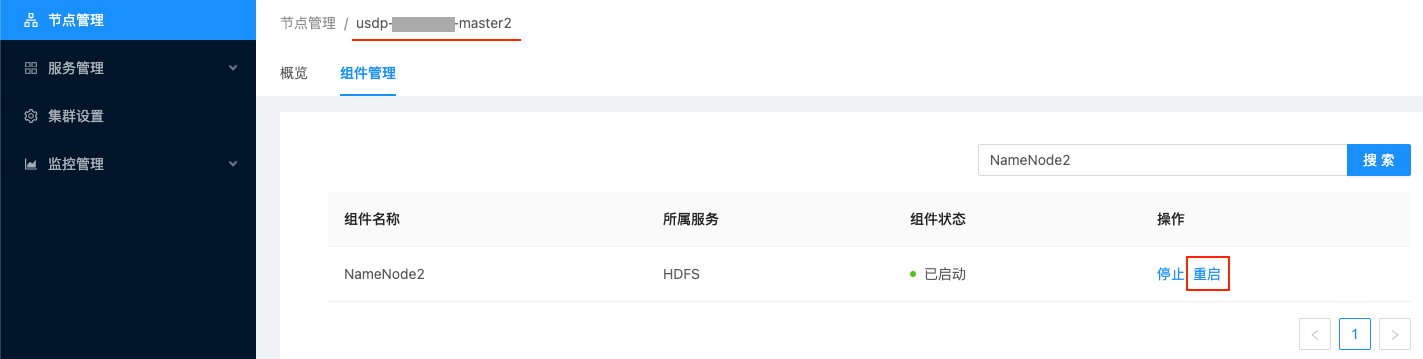 节点管理
服务管理
集群设置
监控管理
节点管理 / usdp- -master2
概览 组件管理
NameNode2 搜 索
组件名称 所属服务 组件状态 操作
NameNode2 HDFS 已启动 停止 重启
< 1 >